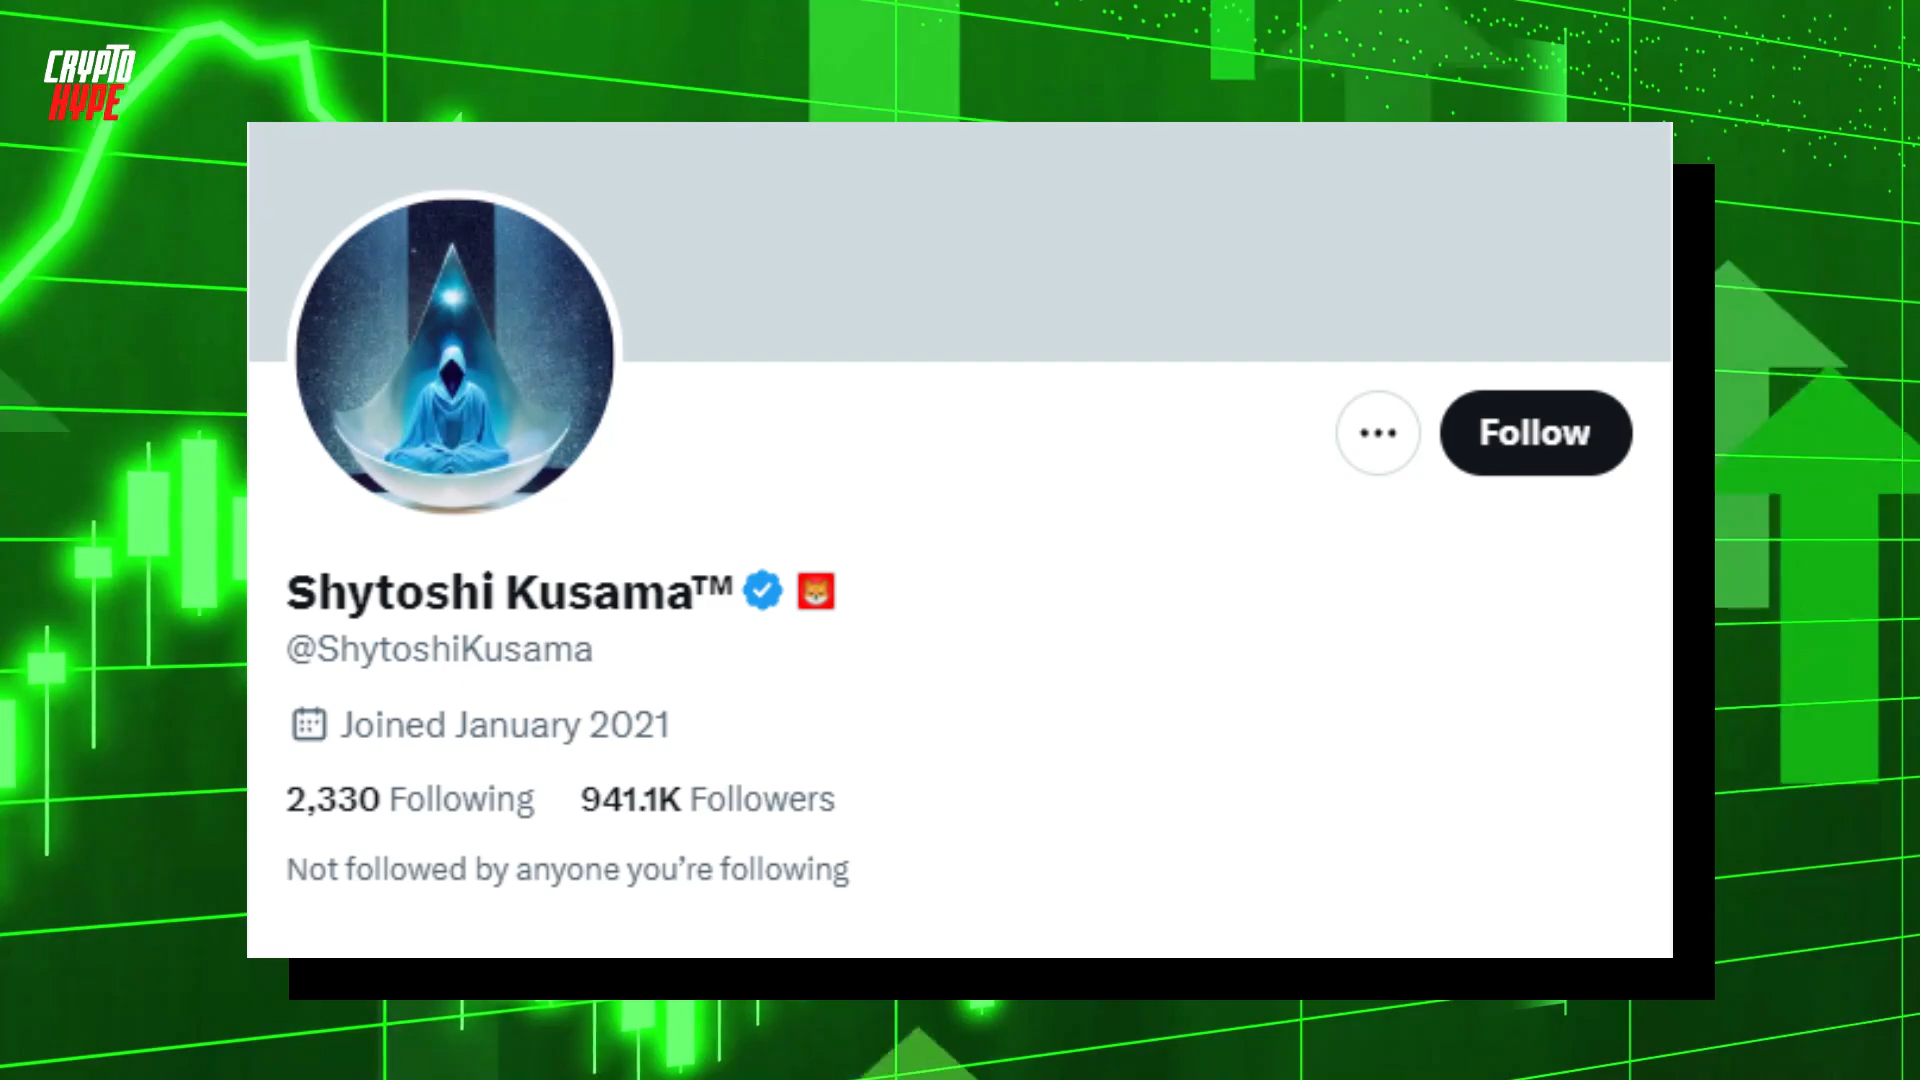 CRYPTO
HYPE
Follow
Shytoshi Kusama™
@ShytoshiKusama
Joined January 2021
2,330 Following 941.1K Followers
Not followed by anyone you’re following